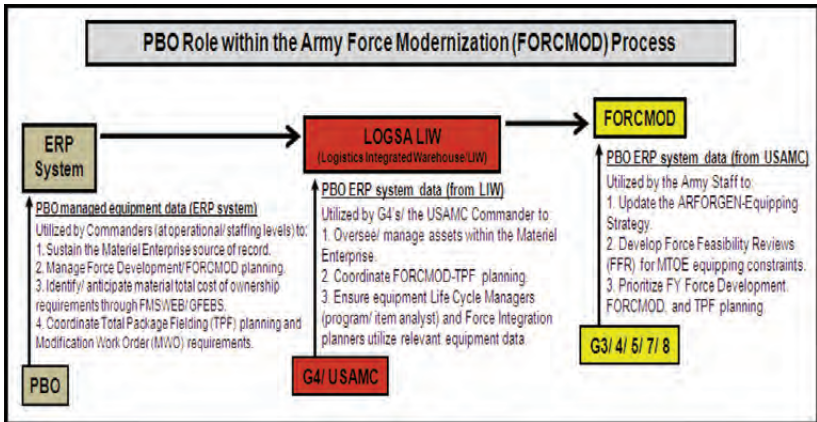 PBO Role within the Army Force Modernization (FORCMOD) Process
ERP
System
LOGSA LIW
(Logistics Integrated Warehouse/LIW)
FORCMOD
PBO managed equipment data (ERP system)
Utilized by Commanders (at operational/ staffing levels) to:
1. Sustain the Materiel Enterprise source of record.
2. Manage Force Development/FORCMOD planning.
3. Identify/ anticipate material total cost of ownership
requirements through FMSWEB/GFEBS.
4. Coordinate Total Package Fielding (TPF) planning and
Modification Work Order (MWO) requirements.
PBO
PBO ERP system data (from LIW)
Utilized by G4's/ the USAMC Commander to:
1. Oversee/ manage assets within the Materiel
Enterprise.
2. Coordinate FORCMOD-TPF planning.
3. Ensure equipment Life Cycle Managers
(program/ item analyst) and Force Integration
planners utilize relevant equipment data.
G4/ USAMC
PBO ERP system data (from USAMC)
Utilized by the Army Staff to:
1. Update the ARFORGEN-Equipping
Strategy.
2. Develop Force Feasibility Reviews
(FFR) for MTOE equipping constraints.
3. Prioritize FY Force Development,
FORCMOD, and TPF planning
G3/ 4/ 5/ 7/ 8